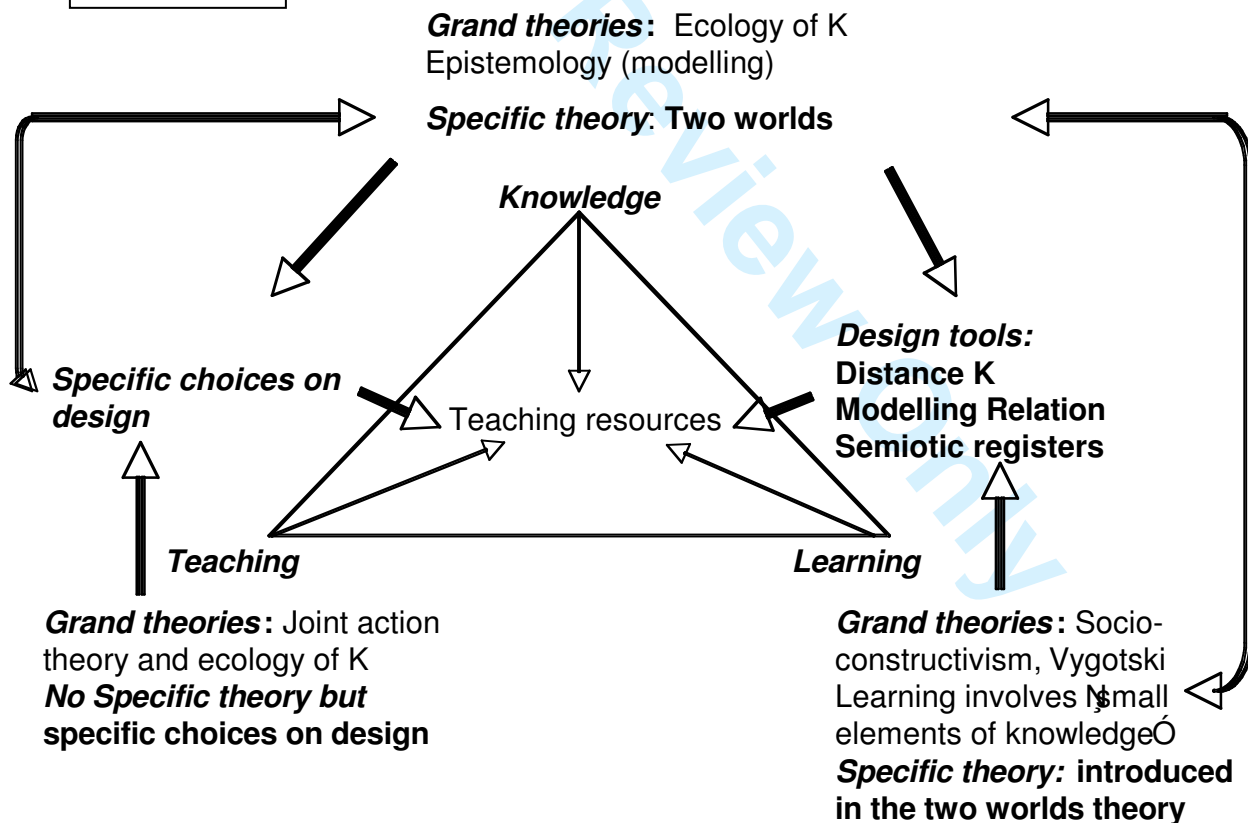 Grand theories: Ecology of K
Epistemology (modelling)
Specific theory: Two worlds
Knowledge
Specific choices on
design
Teaching resources
Design tools:
Distance K
Modelling Relation
Semiotic registers
Teaching
Learning
Grand theories: Joint action
theory and ecology of K
No Specific theory but
specific choices on design
Grand theories: Socio-
constructivism, Vygotski
Learning involves small
elements of knowledgeÓ
Specific theory: introduced
in the two worlds theory
Review Only